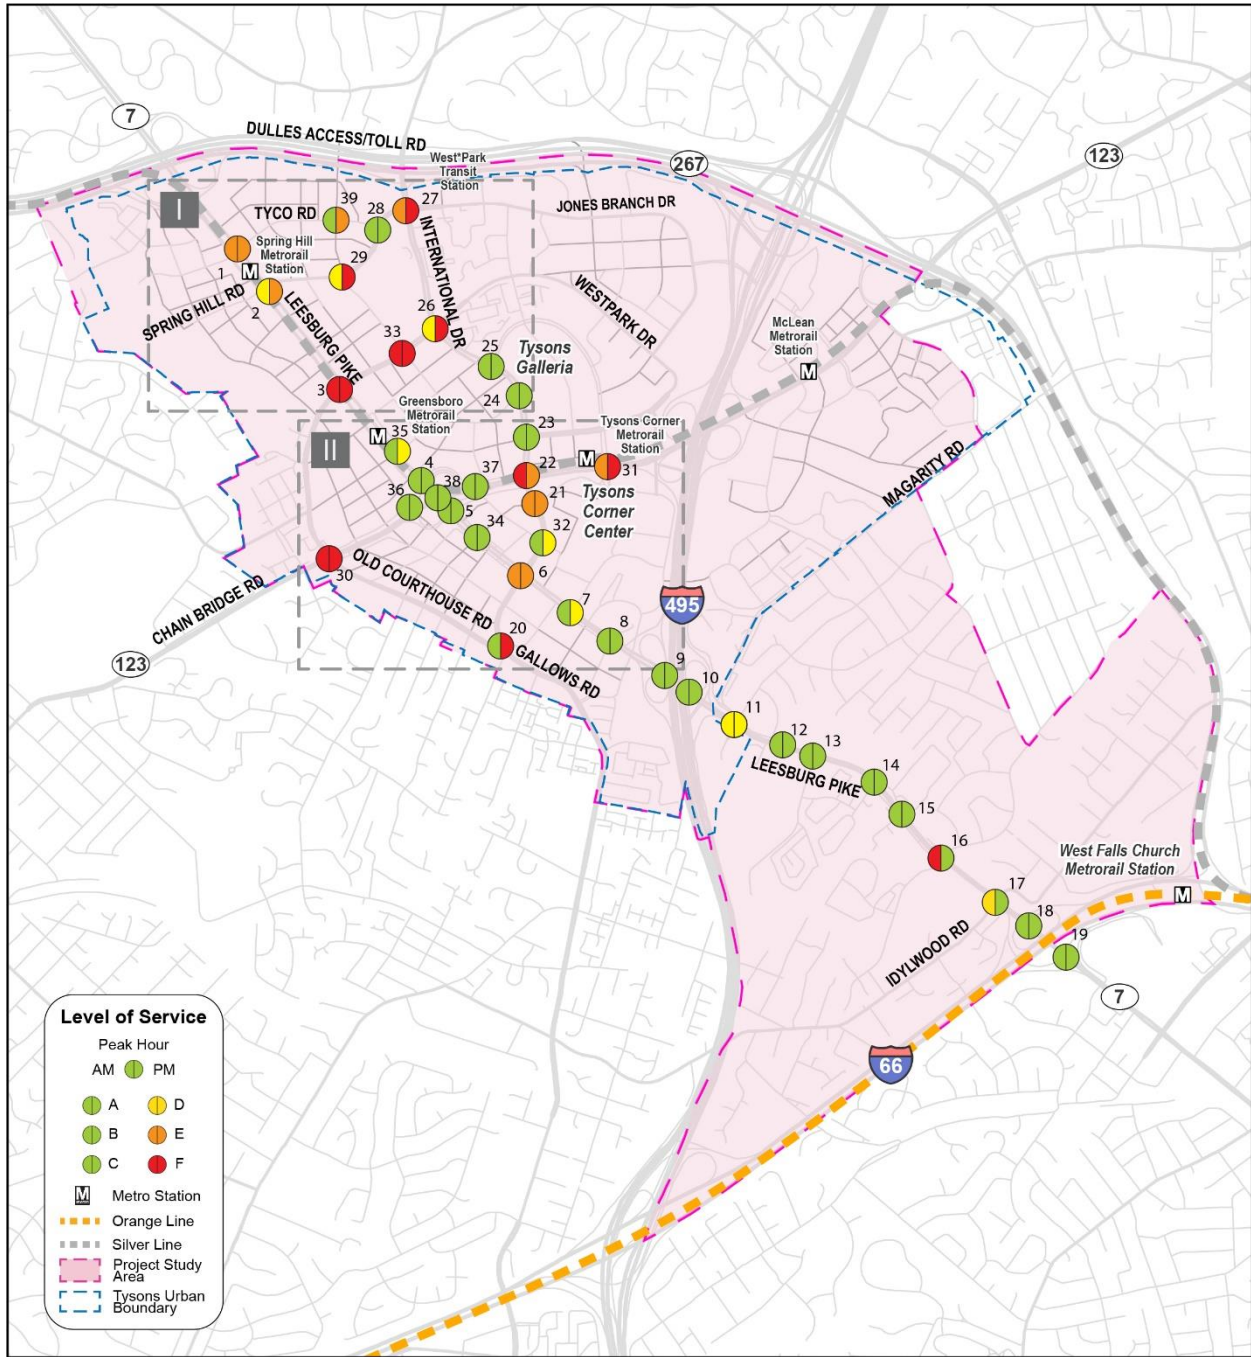 7
DULLES ACCESS/TOLL RD
West*Park
Transit
Station
267
123
I
TYCO RD
39
28
27
JONES BRANCH DR
INTERNATIONAL DR
Spring Hill
Metrorail
Station
1
M
29
SPRING HILL RD
2
LEESBURG PIKE
WESTPARK DR
26
33
McLean
Metrorail
Station
M
25
Tysons
Galleria
3
24
Greensboro
Metrorail
Station
II
M
35
23
Tysons Corner
Metrorail
Station
M
4
37
22
31
38
36
5
21
Tysons
Corner
Center
MAGARITY RD
34
32
30
OLD COURTHOUSE RD
6
CHAIN BRIDGE RD
7
495
8
20
123
GALLOWS RD
9
10
11
12
13
LEESBURG PIKE
14
15
16
West Falls Church
Metrorail Station
M
17
18
19
IDYLWOOD RD
7
66
Level of Service
Peak Hour
AM PM
A D
B E
C F
M Metro Station
Orange Line
Silver Line
Project Study
Area
Tysons Urban
Boundary